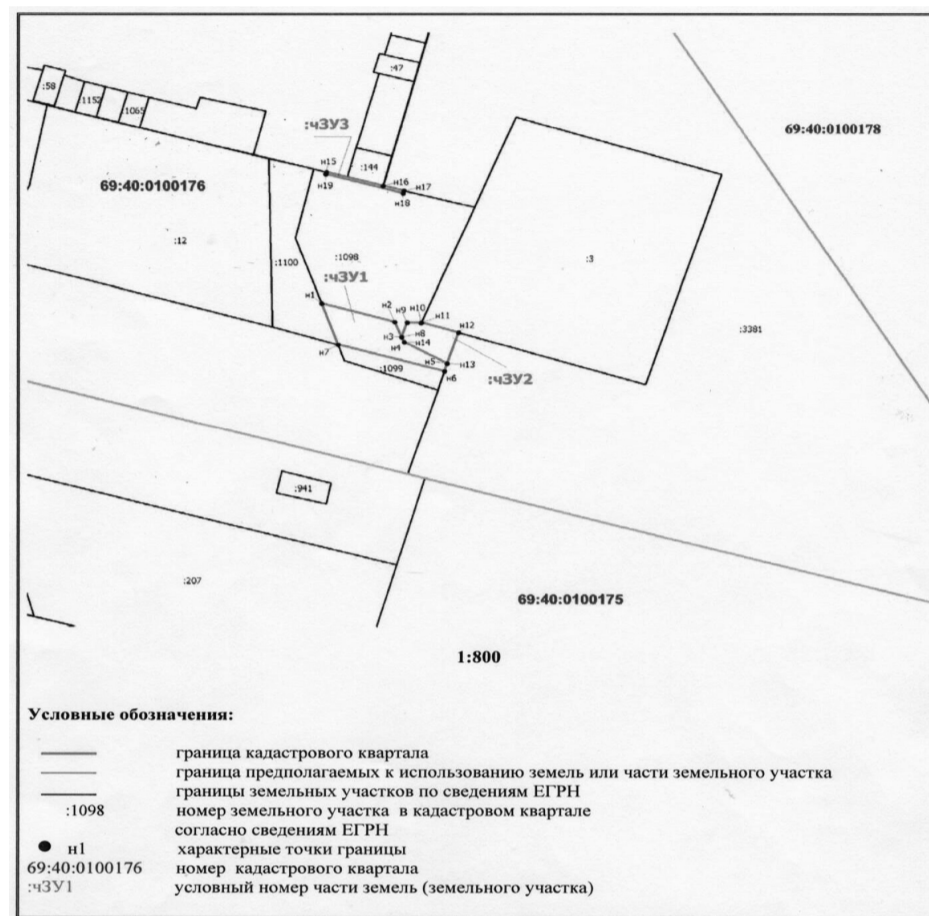 :47
:58
:1152
:1065
:чЗУ3
69:40:0100178
н15
:144
н16
н17
н19
н18
69:40:0100176
:12
:1098
:3
:1100
:чЗУ1
н1
н2
н9
н10
н11
н12
:3381
н3
н8
н4
н14
н7
н5
н13
:1099
н6
:чЗУ2
:941
:207
69:40:0100175
1:800
Условные обозначения:
граница кадастрового квартала
граница предполагаемых к использованию земель или части земельного участка
границы земельных участков по сведениям ЕГРН
:1098 номер земельного участка в кадастровом квартале
согласно сведениям ЕГРН
н1 характерные точки границы
69:40:0100176 номер кадастрового квартала
:чЗУ1 условный номер части земель (земельного участка)